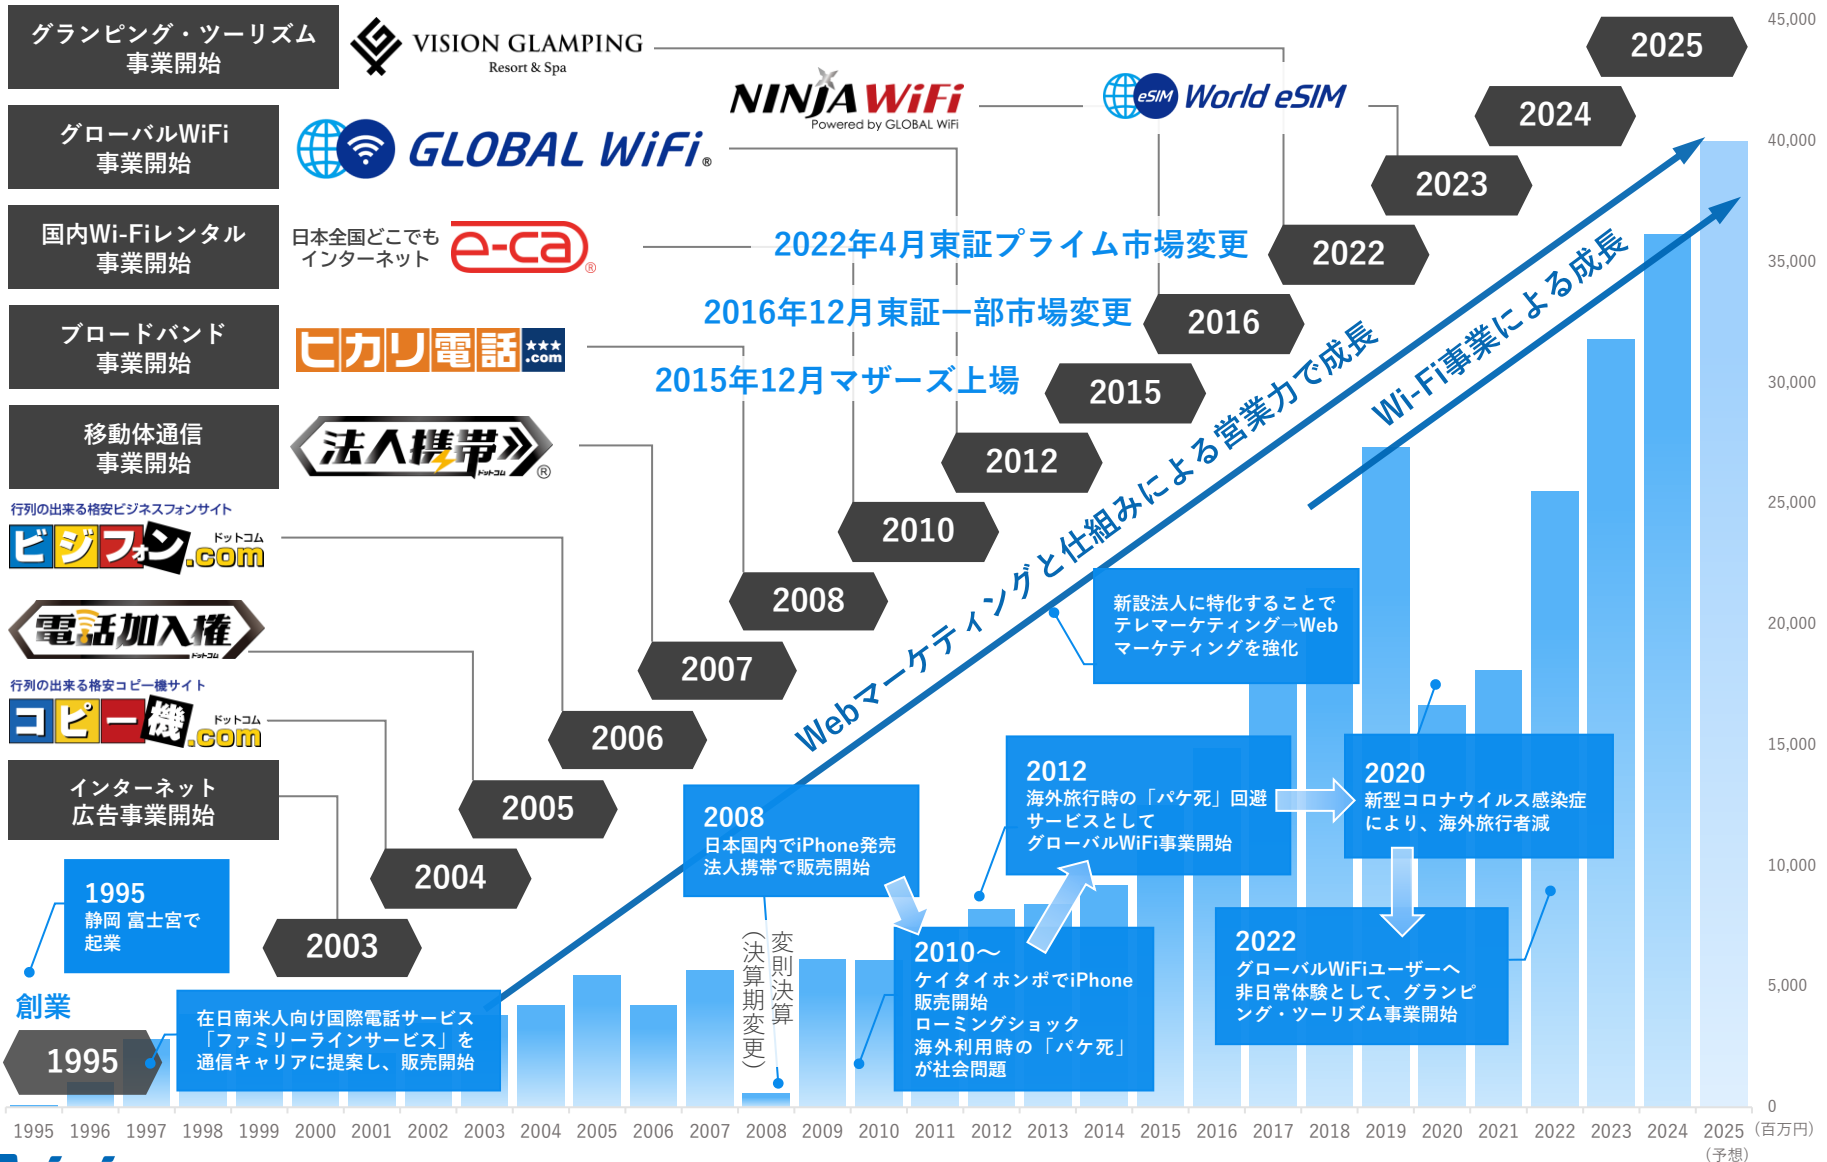 グランピング・ツーリズム
事業開始
VISION GLAMPING
Resort & Spa
グローバルWiFi
事業開始
GLOBAL WiFi®
NINJA WiFi
Powered by GLOBAL WiFi
eSIM World eSIM
国内Wi-Fiレンタル
事業開始
日本全国どこでも
インターネット
e-ca®
ブロードバンド
事業開始
ヒカリ電話
★★★
.com
移動体通信
事業開始
法人携帯
ドットコム
®
行列の出来る格安ビジネスフォンサイト
ビジフォン
ドットコム
.com
電話加入権
ドットコム
行列の出来る格安コピー機サイト
コピー機
ドットコム
.com
インターネット
広告事業開始
2022年4月東証プライム市場変更
2016年12月東証一部市場変更
2015年12月マザーズ上場
2025
2024
2023
2022
2016
2015
2012
2010
2008
2007
2006
2005
2004
2003
1995
創業
Webマーケティングと仕組みによる営業力で成長
Wi-Fi事業による成長
1995
静岡 富士宮で
起業
在日南米人向け国際電話サービス
「ファミリーラインサービス」を
通信キャリアに提案し、販売開始
2008
日本国内でiPhone発売
法人携帯で販売開始
変則決算
(決算期変更)
2010～
ケイタイホンポでiPhone
販売開始
ローミングショック
海外利用時の「パケ死」
が社会問題
2012
海外旅行時の「パケ死」回避
サービスとして
グローバルWiFi事業開始
新設法人に特化することで
テレマーケティング→Web
マーケティングを強化
2020
新型コロナウイルス感染症
により、海外旅行者減
2022
グローバルWiFiユーザーへ
非日常体験として、グランピ
ング・ツーリズム事業開始
45,000
40,000
35,000
30,000
25,000
20,000
15,000
10,000
5,000
0
1995 1996 1997 1998 1999 2000 2001 2002 2003 2004 2005 2006 2007 2008 2009 2010 2011 2012 2013 2014 2015 2016 2017 2018 2019 2020 2021 2022 2023 2024 2025
(百万円)
(予想)